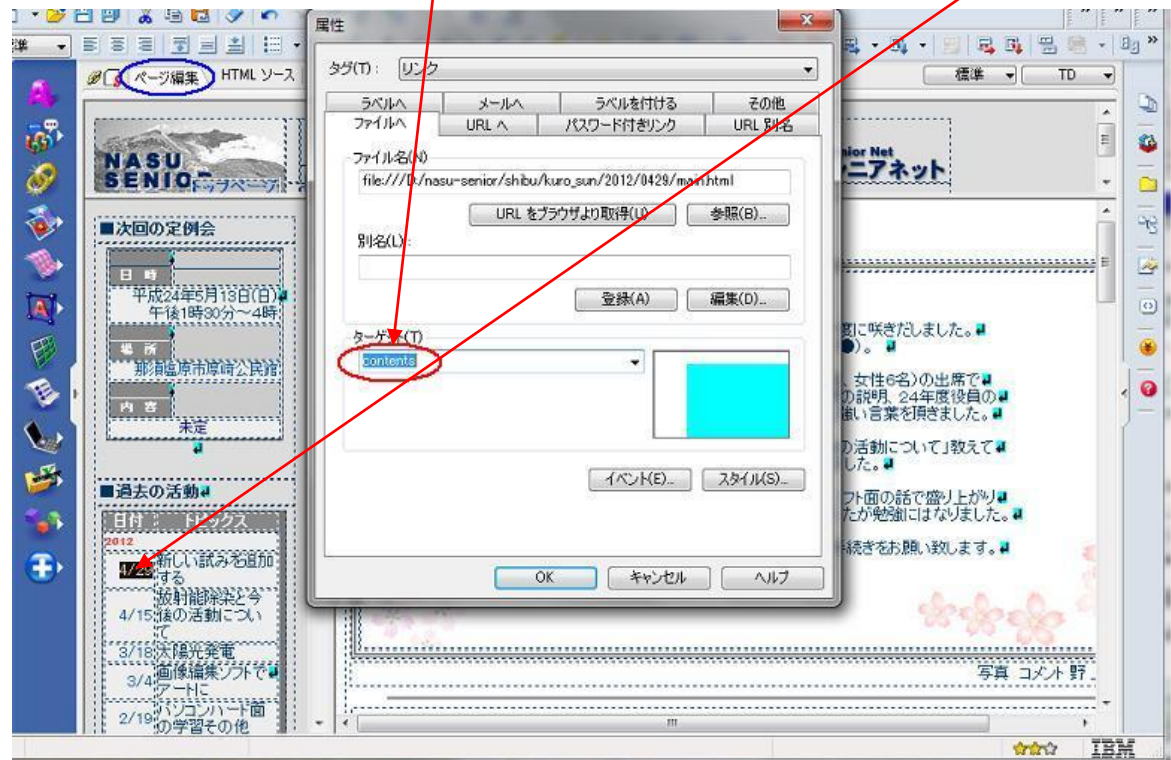 属性
準
ページ編集
HTML ソース
標準
TD
タグ(T):
リンク
ラベルへ
メールへ
ラベルを付ける
その他
ファイルへ
URL へ
パスワード付きリンク
URL 別名
ファイル名(N)
file:///D:/nasu-senior/shibu/kuro_sun/2012/0429/main.html
URL をブラウザより取得(U)
参照(B)...
別名(L):
登録(A)
編集(D)...
ターゲット(T)
contents
イベント(E)...
スタイル(S)...
OK
キャンセル
ヘルプ
NASU
SENIOR
トップページ
■次回の定例会
日 時
平成24年5月13日(日)
午後1時30分～4時
場 所
那須塩原市原崎公民館
内 容
未定
■過去の活動
日付
トピックス
2012
4/29
新しい試みを追加
する
4/15
放射能除染と今
後の活動につい
て
3/18
太陽光発電
3/4
画像編集ソフトで
アートに
2/19
パソコンハード面
の学習その他
nior Net
ニアネット
度に咲きだしました。
●)。
、女性6名)の出席で
の説明、24年度役員の
強い言葉を頂きました。
の活動について」教えて
した。
フト面の話で盛り上がり
たが勉強にはなりました。
手続きをお願い致します。
写真 コメント 野
IBM